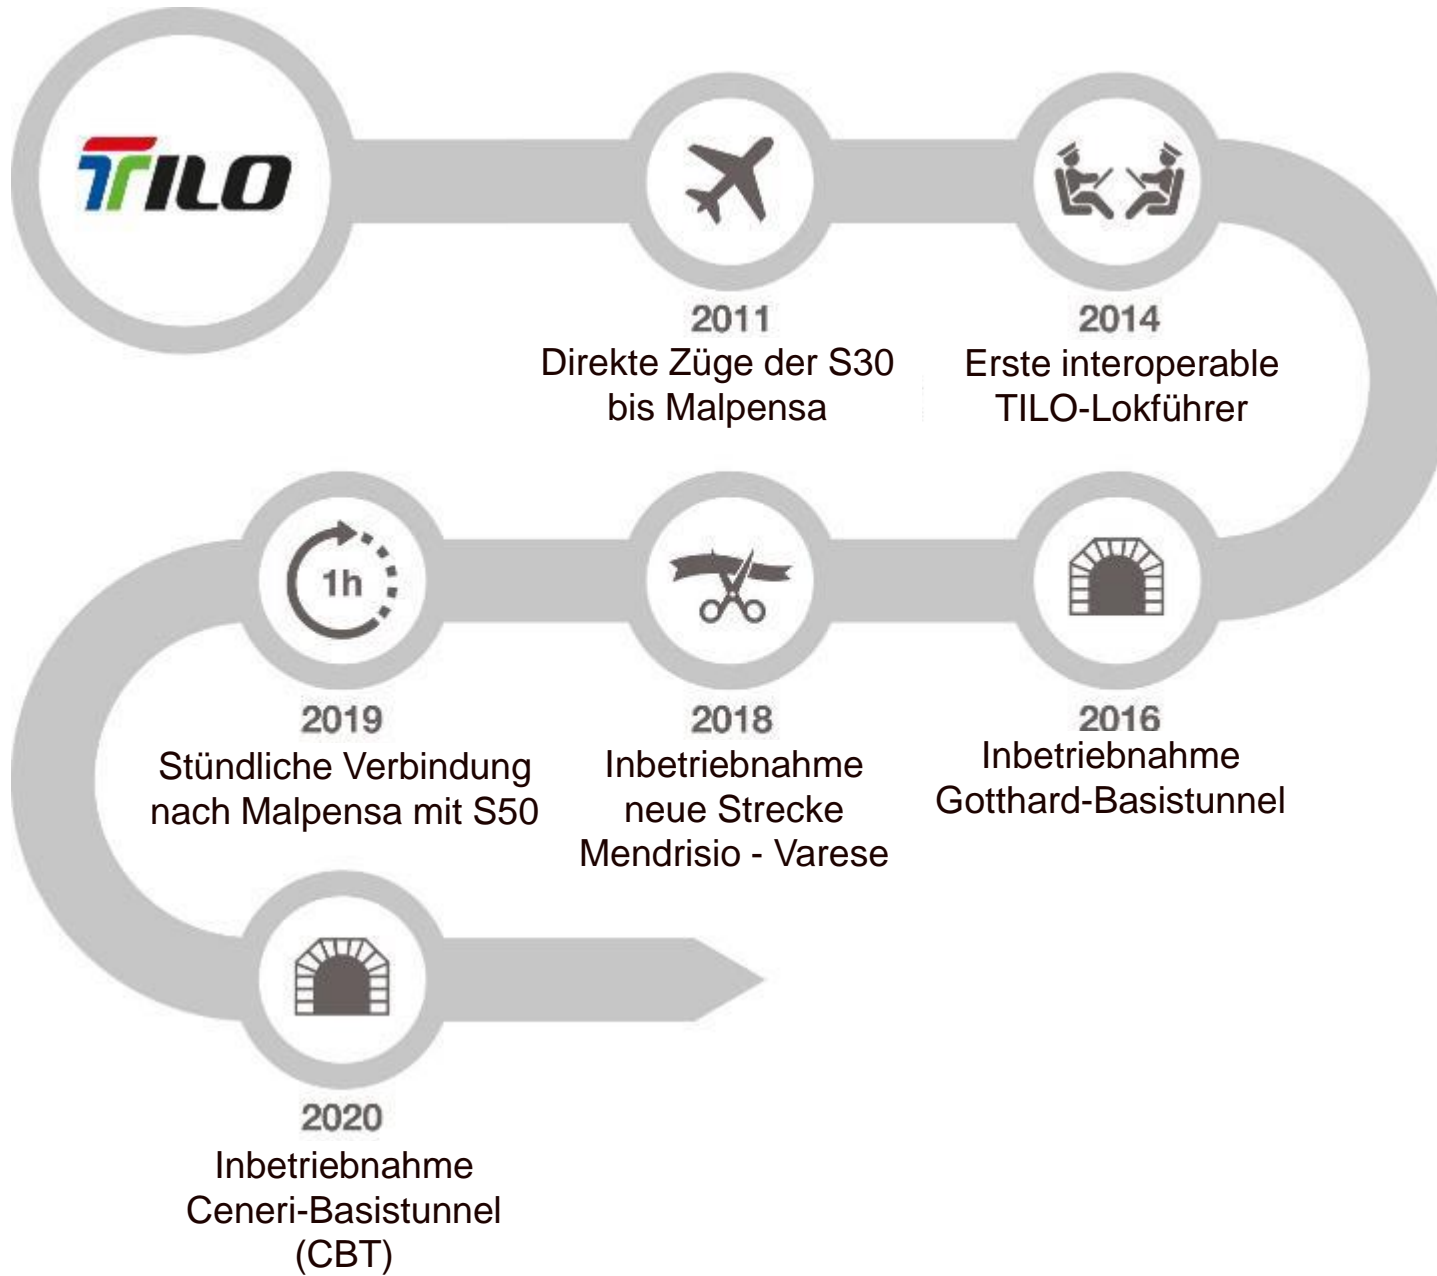 TILO
2011
Direkte Züge der S30
bis Malpensa
2014
Erste interoperable
TILO-Lokführer
1h
2019
Stündliche Verbindung
nach Malpensa mit S50
2018
Inbetriebnahme
neue Strecke
Mendrisio - Varese
2016
Inbetriebnahme
Gotthard-Basistunnel
2020
Inbetriebnahme
Ceneri-Basistunnel
(CBT)